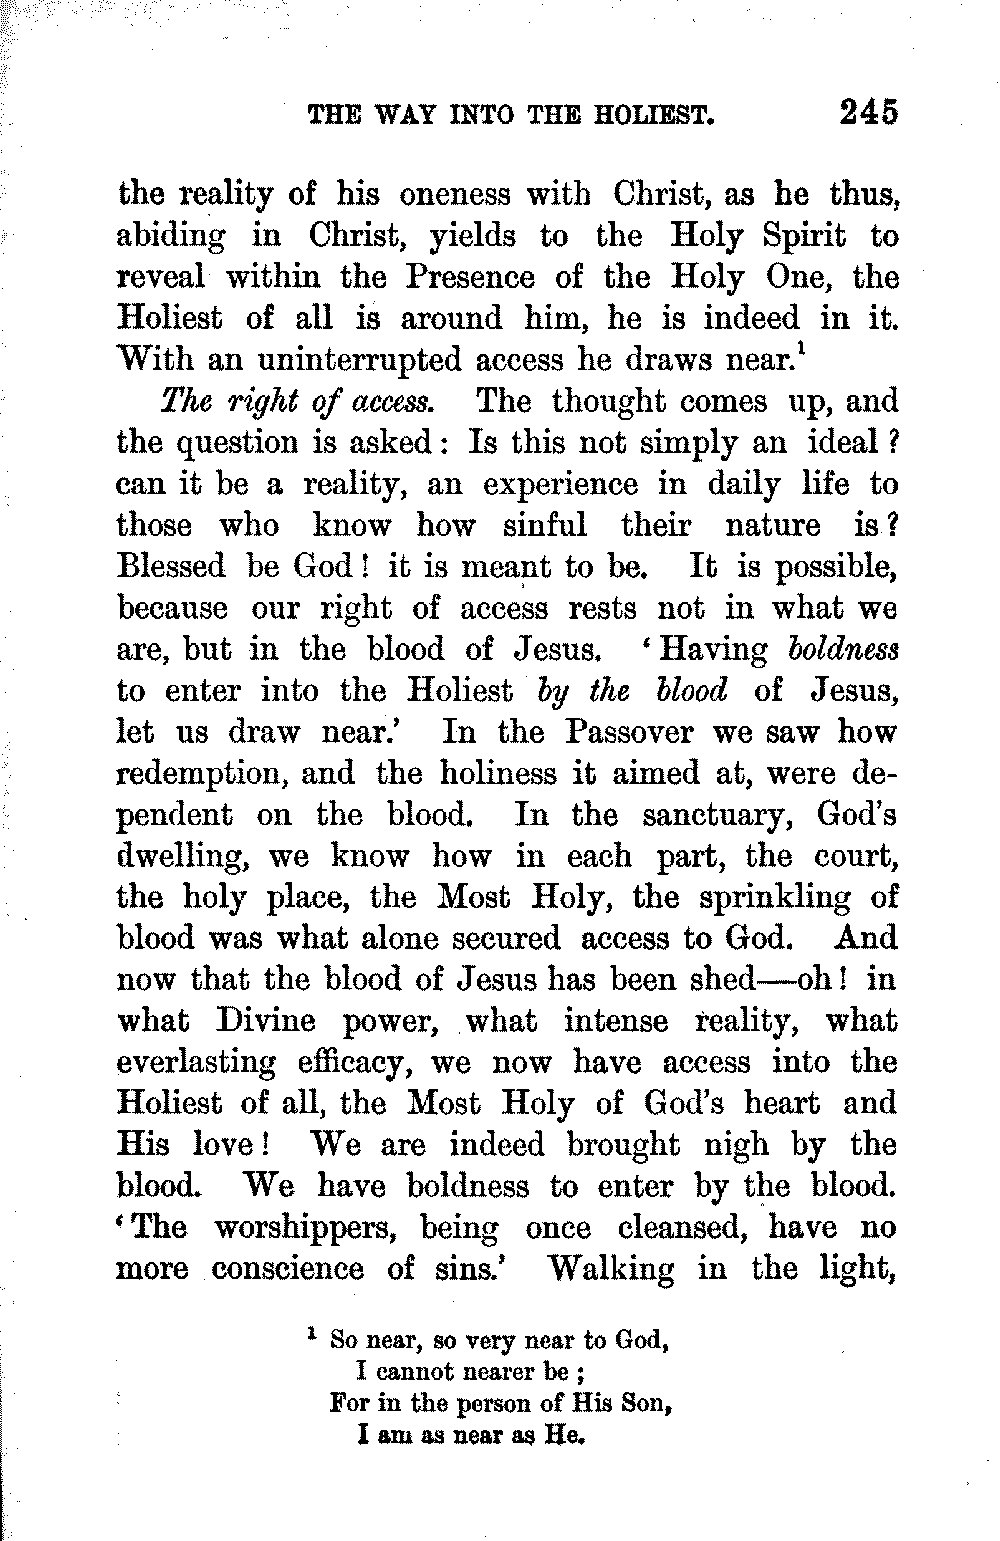 THE WAY INTO THE HOLIEST. 245
the reality of his oneness with Christ, as he thus,
abiding in Christ, yields to the Holy Spirit to
reveal within the Presence of the Holy One, the
Holiest of all is around him, he is indeed in it.
With an uninterrupted access he draws near.¹
The right of access. The thought comes up, and
the question is asked: Is this not simply an ideal?
can it be a reality, an experience in daily life to
those who know how sinful their nature is?
Blessed be God! it is meant to be. It is possible,
because our right of access rests not in what we
are, but in the blood of Jesus. ‘Having boldness
to enter into the Holiest by the blood of Jesus,
let us draw near.’ In the Passover we saw how
redemption, and the holiness it aimed at, were de-
pendent on the blood. In the sanctuary, God’s
dwelling, we know how in each part, the court,
the holy place, the Most Holy, the sprinkling of
blood was what alone secured access to God. And
now that the blood of Jesus has been shed—oh! in
what Divine power, what intense reality, what
everlasting efficacy, we now have access into the
Holiest of all, the Most Holy of God’s heart and
His love! We are indeed brought nigh by the
blood. We have boldness to enter by the blood.
‘The worshippers, being once cleansed, have no
more conscience of sins.’ Walking in the light,
¹ So near, so very near to God,
I cannot nearer be;
For in the person of His Son,
I am as near as He.